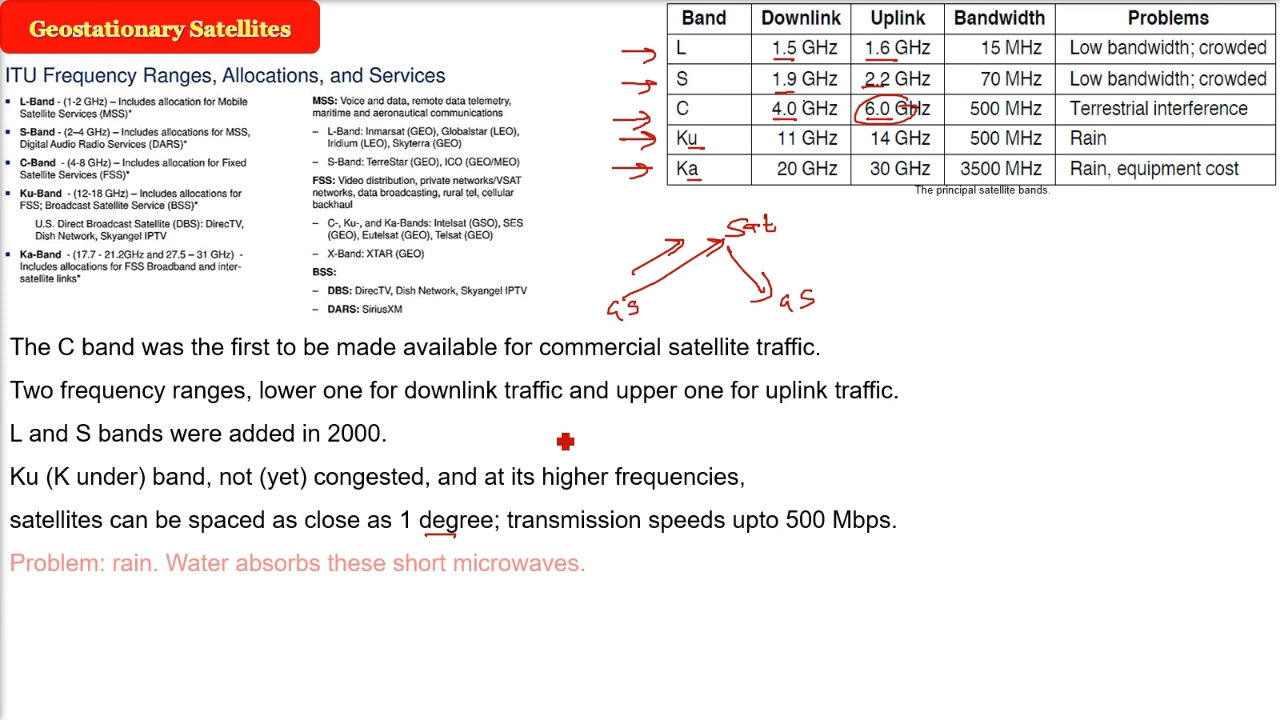 Geostationary Satellites
ITU Frequency Ranges, Allocations, and Services
L-Band - (1-2 GHz) – Includes allocation for Mobile
Satellite Services (MSS)*
S-Band - (2–4 GHz) – Includes allocations for MSS,
Digital Audio Radio Services (DARS)*
C-Band - (4-8 GHz) – Includes allocation for Fixed
Satellite Services (FSS)*
Ku-Band - (12-18 GHz) – Includes allocations for
FSS; Broadcast Satellite Service (BSS)*
U.S. Direct Broadcast Satellite (DBS): DirecTV,
Dish Network, Skyangel IPTV
Ka-Band - (17.7 - 21.2GHz and 27.5 – 31 GHz) -
Includes allocations for FSS Broadband and inter-
satellite links*
MSS: Voice and data, remote data telemetry,
maritime and aeronautical communications
– L-Band: Inmarsat (GEO), Globalstar (LEO),
Iridium (LEO), Skyterra (GEO)
– S-Band: TerreStar (GEO), ICO (GEO/MEO)
FSS: Video distribution, private networks/VSAT
networks, data broadcasting, rural tel, cellular
backhaul
– C-, Ku-, and Ka-Bands: Intelsat (GSO), SES
(GEO), Eutelsat (GEO), Telsat (GEO)
– X-Band: XTAR (GEO)
BSS:
– DBS: DirecTV, Dish Network, Skyangel IPTV
– DARS: SiriusXM
Band Downlink Uplink Bandwidth Problems
L 1.5 GHz 1.6 GHz 15 MHz Low bandwidth; crowded
S 1.9 GHz 2.2 GHz 70 MHz Low bandwidth; crowded
C 4.0 GHz 6.0 GHz 500 MHz Terrestrial interference
Ku 11 GHz 14 GHz 500 MHz Rain
Ka 20 GHz 30 GHz 3500 MHz Rain, equipment cost
The principal satellite bands.
Sat
GS GS
The C band was the first to be made available for commercial satellite traffic.
Two frequency ranges, lower one for downlink traffic and upper one for uplink traffic.
L and S bands were added in 2000.
Ku (K under) band, not (yet) congested, and at its higher frequencies,
satellites can be spaced as close as 1 degree; transmission speeds upto 500 Mbps.
Problem: rain. Water absorbs these short microwaves.